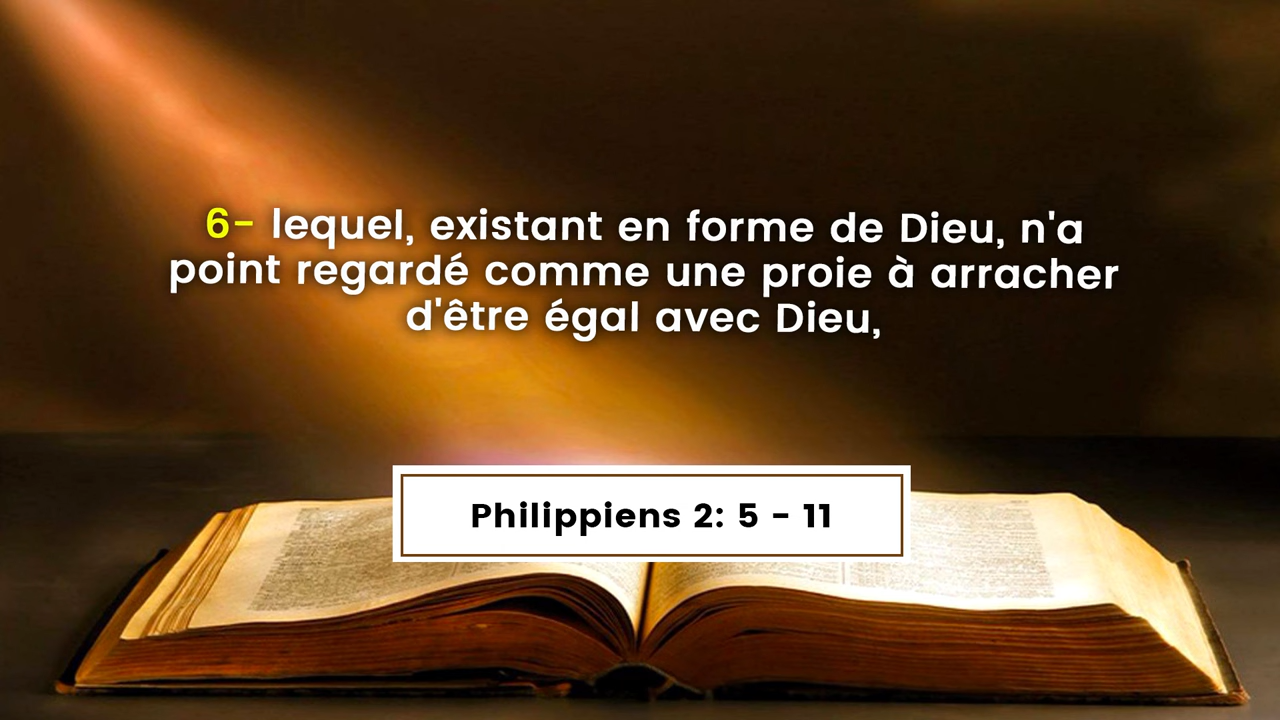 6- lequel, existant en forme de Dieu, n'a
point regardé comme une proie à arracher
d'être égal avec Dieu,
Philippiens 2: 5 - 11